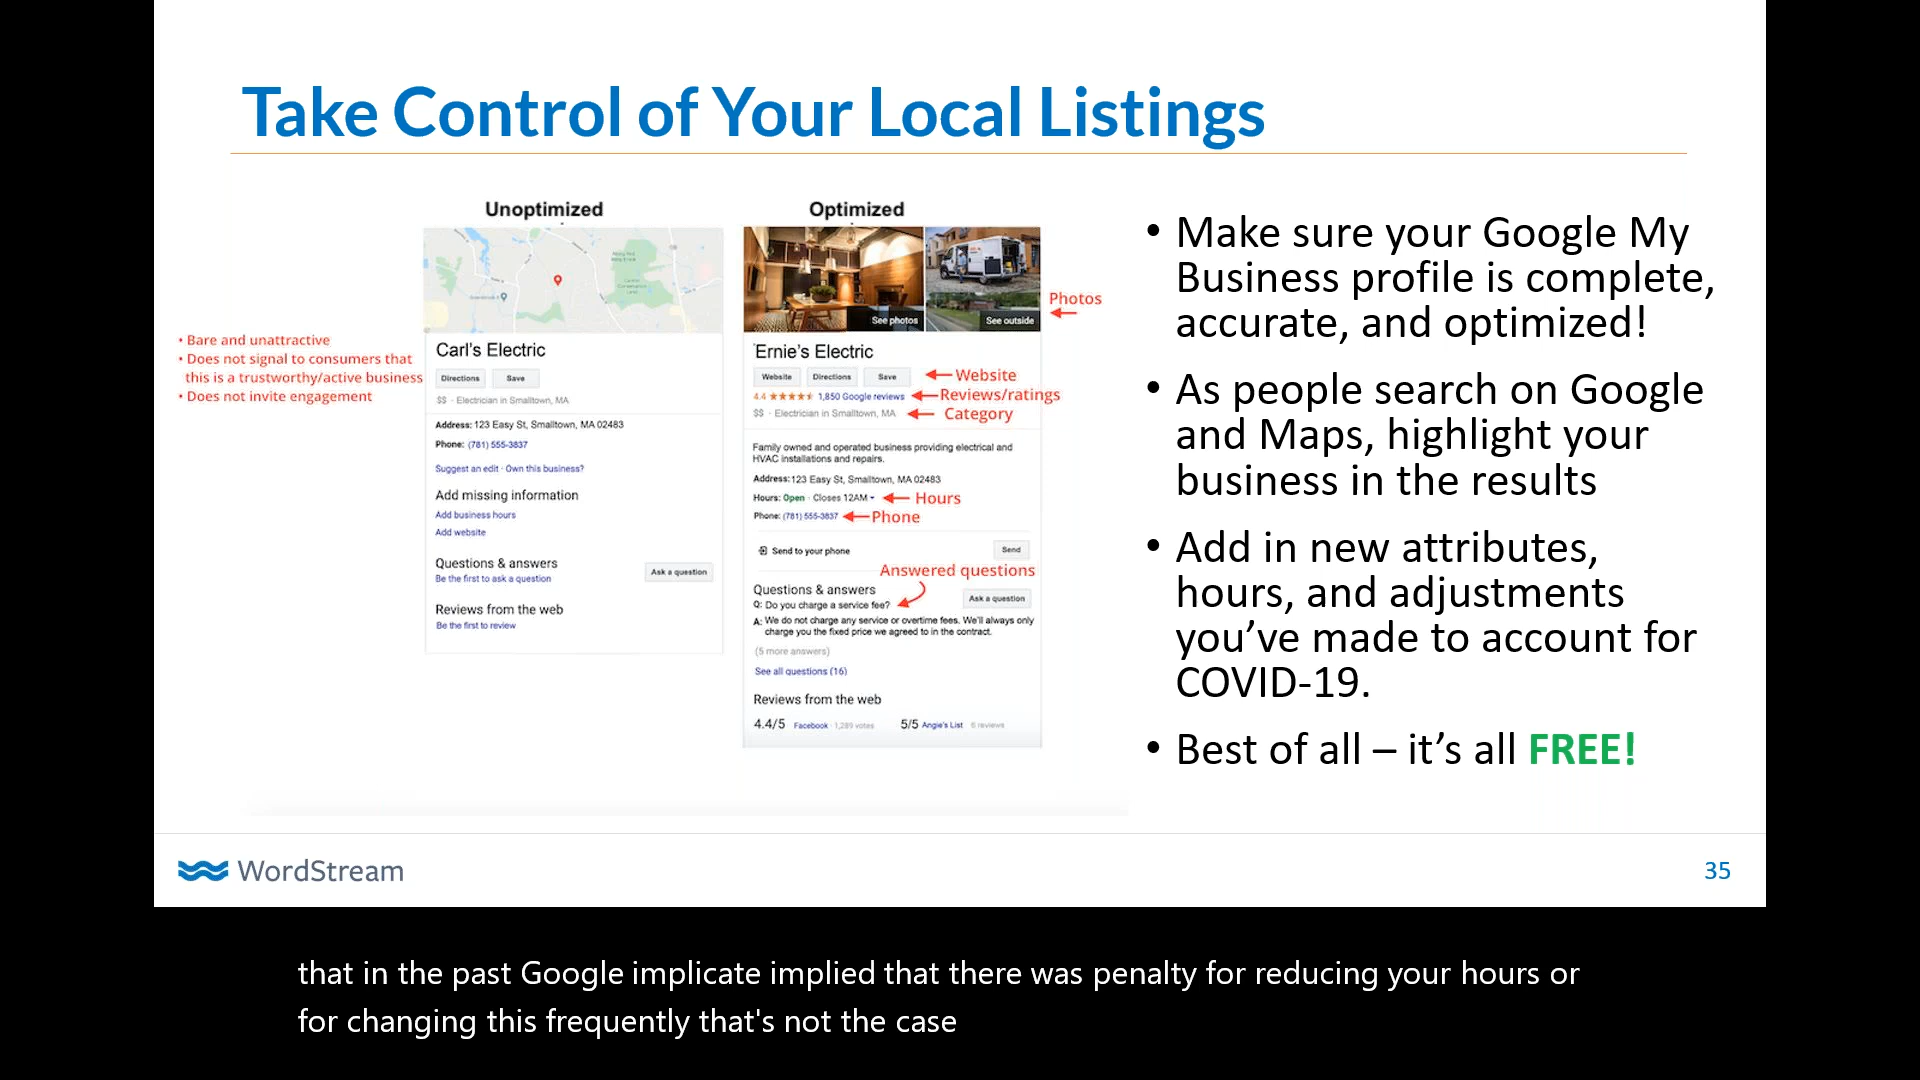 Take Control of Your Local Listings
Unoptimized
• Bare and unattractive
• Does not signal to consumers that
this is a trustworthy/active business
• Does not invite engagement
Carl's Electric
Directions
Save
$$ · Electrician in Smalltown, MA
Address: 123 Easy St, Smalltown, MA 02483
Phone: (781) 555-3837
Suggest an edit · Own this business?
Add missing information
Add business hours
Add website
Questions & answers
Be the first to ask a question
Ask a question
Reviews from the web
Be the first to review
Optimized
See photos
See outside
Photos
Ernie's Electric
Website
Directions
Save
Website
4.4 1,850 Google reviews
Reviews/ratings
$$ · Electrician in Smalltown, MA
Category
Family owned and operated business providing electrical and
HVAC installations and repairs.
Address: 123 Easy St, Smalltown, MA 02483
Hours: Open · Closes 12AM
Hours
Phone: (781) 555-3837
Phone
Send to your phone
Send
Answered questions
Questions & answers
Q: Do you charge a service fee?
Ask a question
A: We do not charge any service or overtime fees. We'll always only
charge you the fixed price we agreed to in the contract.
(5 more answers)
See all questions (16)
Reviews from the web
4.4/5 Facebook · 1,289 votes
5/5 Angie's List 6 reviews
• Make sure your Google My
Business profile is complete,
accurate, and optimized!
• As people search on Google
and Maps, highlight your
business in the results
• Add in new attributes,
hours, and adjustments
you've made to account for
COVID-19.
• Best of all – it's all FREE!
WordStream
35
that in the past Google implicate implied that there was penalty for reducing your hours or
for changing this frequently that's not the case